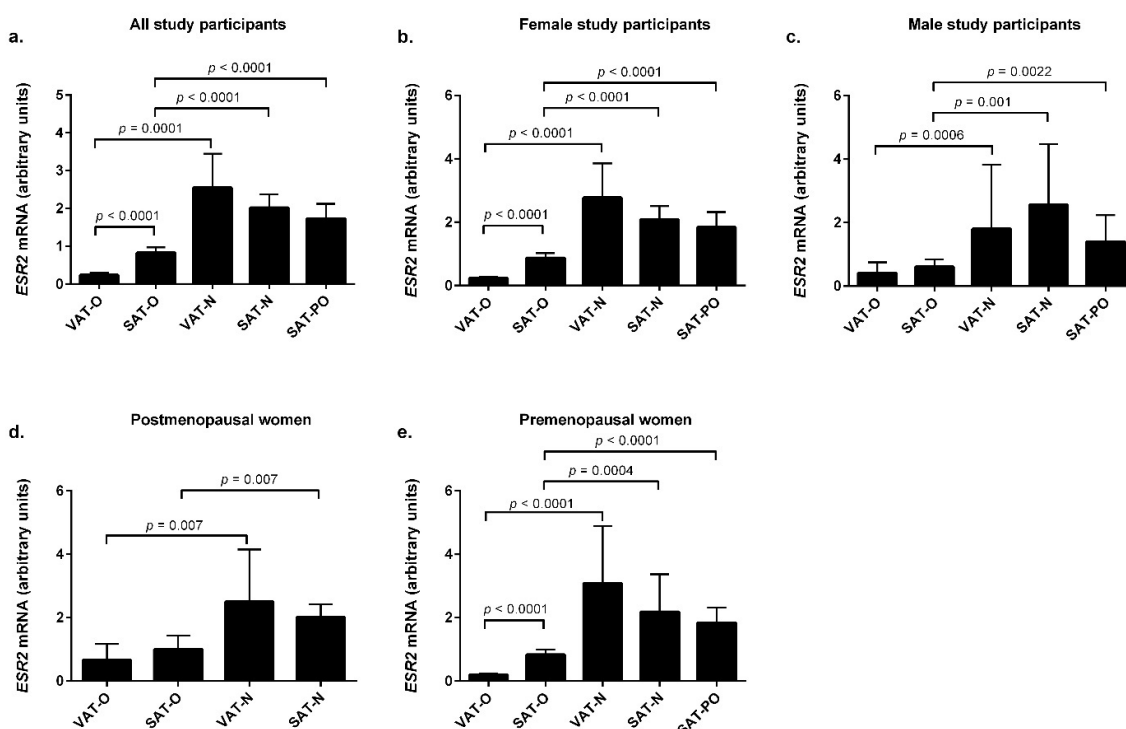 All study participants
a.
p < 0.0001
p < 0.0001
p = 0.0001
p < 0.0001
ESR2 mRNA (arbitrary units)
5
4
3
2
1
0
VAT-O
SAT-O
VAT-N
SAT-N
SAT-PO
Female study participants
b.
p < 0.0001
p < 0.0001
p < 0.0001
p < 0.0001
ESR2 mRNA (arbitrary units)
6
4
2
0
VAT-O
SAT-O
VAT-N
SAT-N
SAT-PO
Male study participants
c.
p = 0.0022
p = 0.001
p = 0.0006
ESR2 mRNA (arbitrary units)
6
4
2
0
VAT-O
SAT-O
VAT-N
SAT-N
SAT-PO
Postmenopausal women
d.
p = 0.007
p = 0.007
ESR2 mRNA (arbitrary units)
6
4
2
0
VAT-O
SAT-O
VAT-N
SAT-N
Premenopausal women
e.
p < 0.0001
p = 0.0004
p < 0.0001
p < 0.0001
ESR2 mRNA (arbitrary units)
6
4
2
0
VAT-O
SAT-O
VAT-N
SAT-N
SAT-PO